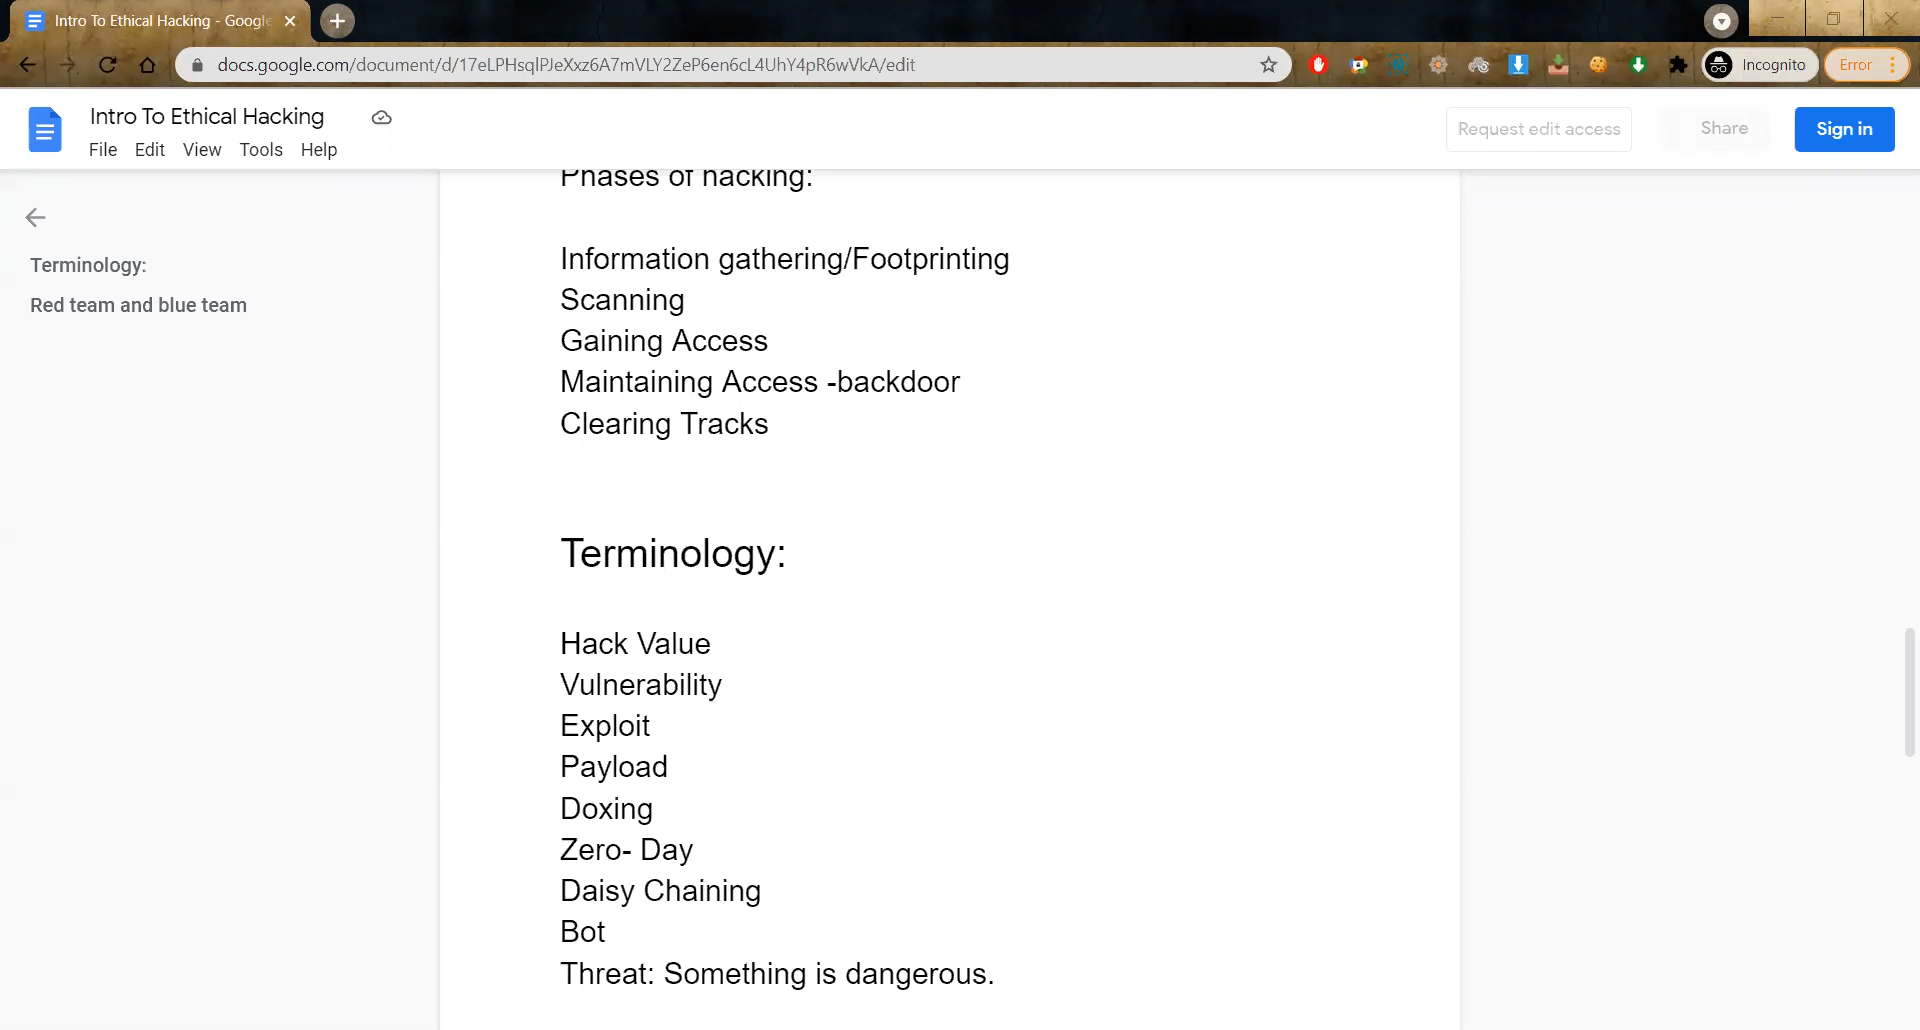 Intro To Ethical Hacking - Google
docs.google.com/document/d/17eLPHsqlPJeXxz6A7mVLY2ZeP6en6cL4UhY4pR6wVkA/edit
Incognito
Error
Intro To Ethical Hacking
File Edit View Tools Help
Request edit access
Share
Sign in
Terminology:
Red team and blue team
Phases of hacking:
Information gathering/Footprinting
Scanning
Gaining Access
Maintaining Access -backdoor
Clearing Tracks
Terminology:
Hack Value
Vulnerability
Exploit
Payload
Doxing
Zero- Day
Daisy Chaining
Bot
Threat: Something is dangerous.